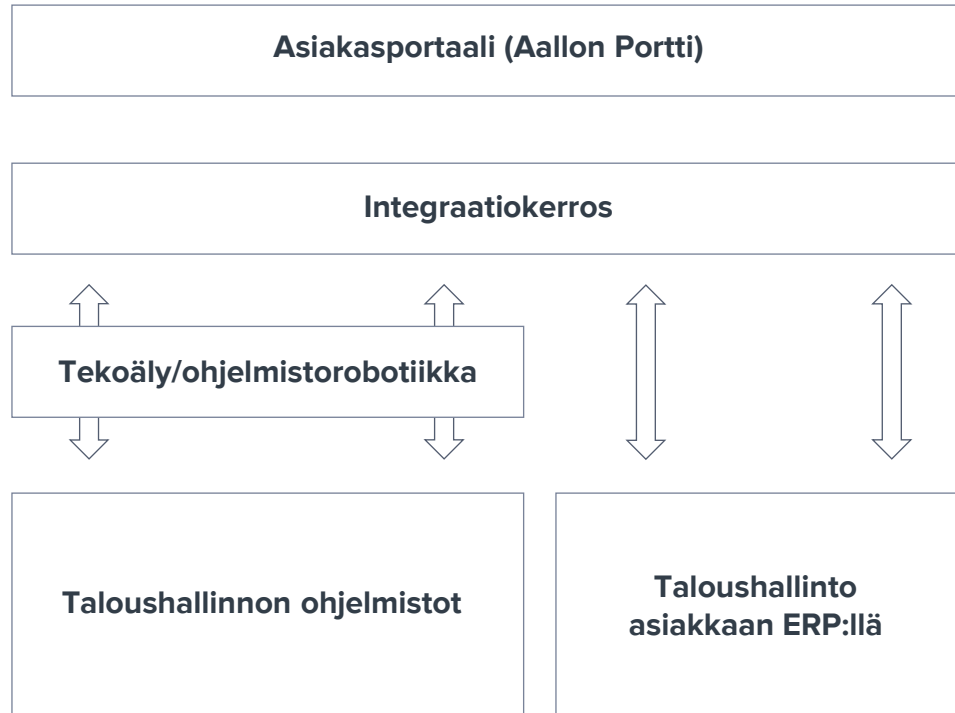 Asiakasportaali (Aallon Portti)
Integraatiokerros
Tekoäly/ohjelmistorobotiikka
Taloushallinnon ohjelmistot
Taloushallinto
asiakkaan ERP:llä